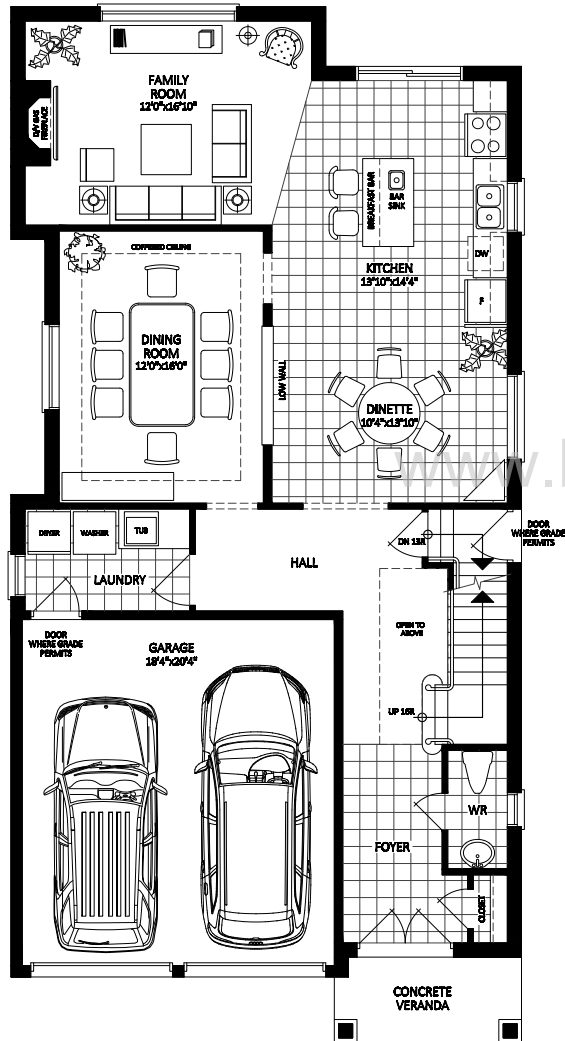 FAMILY
ROOM
12'0"x16'10"
D/V GAS
FIREPLACE
BREAKFAST BAR
BAR
SINK
DW
KITCHEN
13'10"x14'4"
F
COFFERED CEILING
DINING
ROOM
12'0"x16'0"
LOW WALL
DINETTE
10'4"x13'10"
www.
DRYER
WASHER
TUB
LAUNDRY
HALL
DN 13R
DOOR
WHERE GRADE
PERMITS
OPEN TO
ABOVE
UP 16R
DOOR
WHERE GRADE
PERMITS
GARAGE
18'4"x20'4"
WR
FOYER
CLOSET
CONCRETE
VERANDA